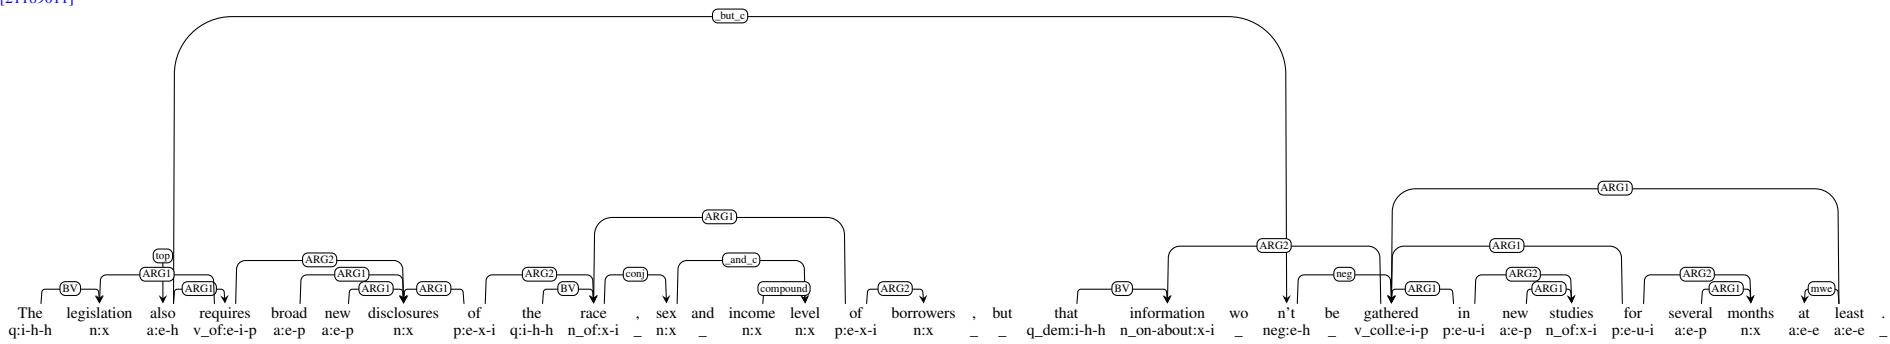 [21189011]
_but_c
ARG1
ARG1
top
ARG2
ARG2
ARG1
_and_c
ARG1
ARG1
ARG2
conj
neg
ARG2
ARG2
BV
ARG1
ARG1
ARG1
BV
compound
ARG2
BV
ARG1
ARG1
ARG1
mwe
The legislation also requires broad new disclosures of the race , sex and income level of borrowers , but that information wo n't be gathered in new studies for several months at least .
q:i-h-h n:x a:e-h v_of:e-i-p a:e-p a:e-p n:x p:e-x-i q:i-h-h n_of:x-i _ n:x _ n:x n:x p:e-x-i n:x _ _ q_dem:i-h-h n_on-about:x-i _ neg:e-h _ v_coll:e-i-p p:e-u-i a:e-p n_of:x-i p:e-u-i a:e-p n:x a:e-e a:e-e _